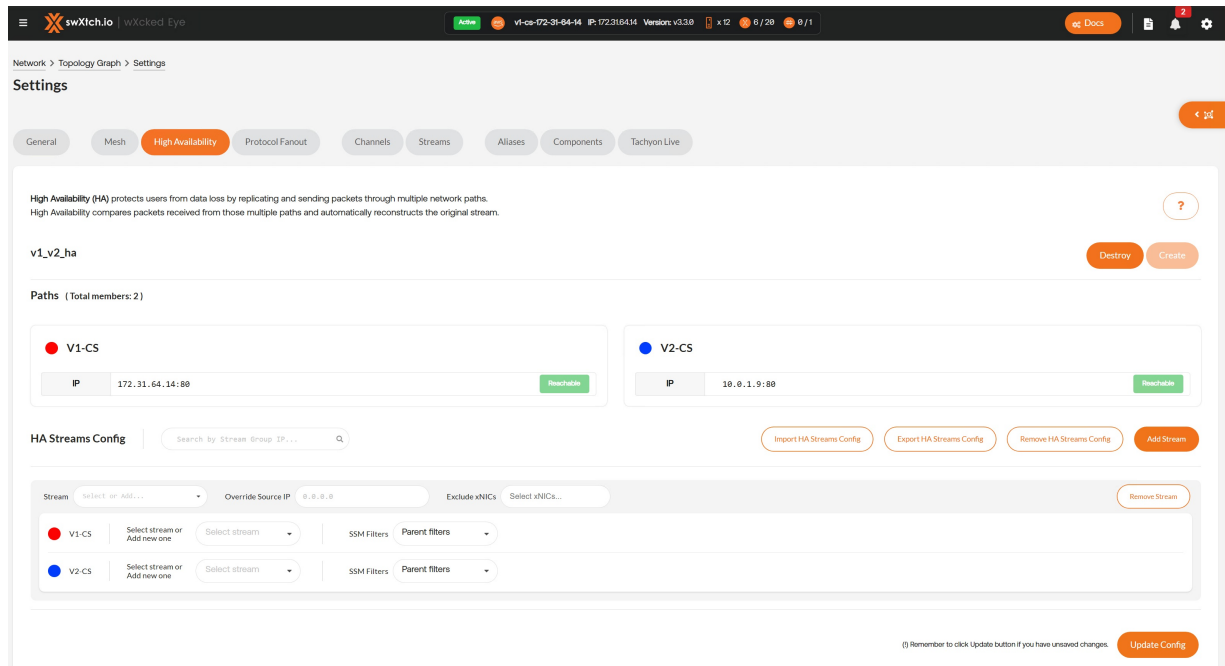 swXtch.io | wXcked Eye
Active v1-cs-172-31-64-14 IP: 172.31.64.14 Version: v3.3.0 x 12 6 / 20 0 / 1
Docs
2
Network > Topology Graph > Settings
Settings
General Mesh High Availability Protocol Fanout Channels Streams Aliases Components Tachyon Live
High Availability (HA) protects users from data loss by replicating and sending packets through multiple network paths.
High Availability compares packets received from those multiple paths and automatically reconstructs the original stream.
?
v1_v2_ha
Destroy Create
Paths ( Total members: 2 )
V1-CS
IP 172.31.64.14:80 Reachable
V2-CS
IP 10.0.1.9:80 Reachable
HA Streams Config Search by Stream Group IP... Import HA Streams Config Export HA Streams Config Remove HA Streams Config Add Stream
Stream Select or Add... Override Source IP 0.0.0.0 Exclude xNICs Select xNICs... Remove Stream
V1-CS Select stream or Add new one Select stream SSM Filters Parent filters
V2-CS Select stream or Add new one Select stream SSM Filters Parent filters
(!) Remember to click Update button if you have unsaved changes. Update Config